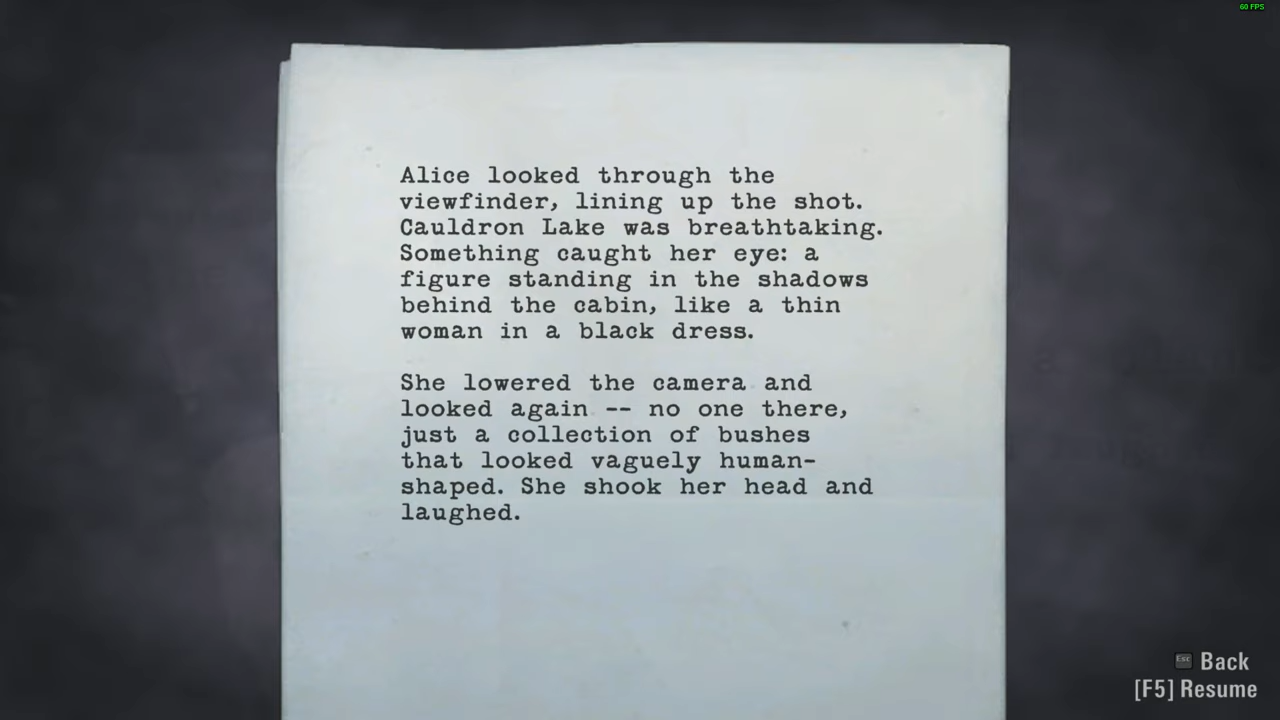 60 FPS
Alice looked through the
viewfinder, lining up the shot.
Cauldron Lake was breathtaking.
Something caught her eye: a
figure standing in the shadows
behind the cabin, like a thin
woman in a black dress.
She lowered the camera and
looked again -- no one there,
just a collection of bushes
that looked vaguely human-
shaped. She shook her head and
laughed.
Esc Back
[F5] Resume